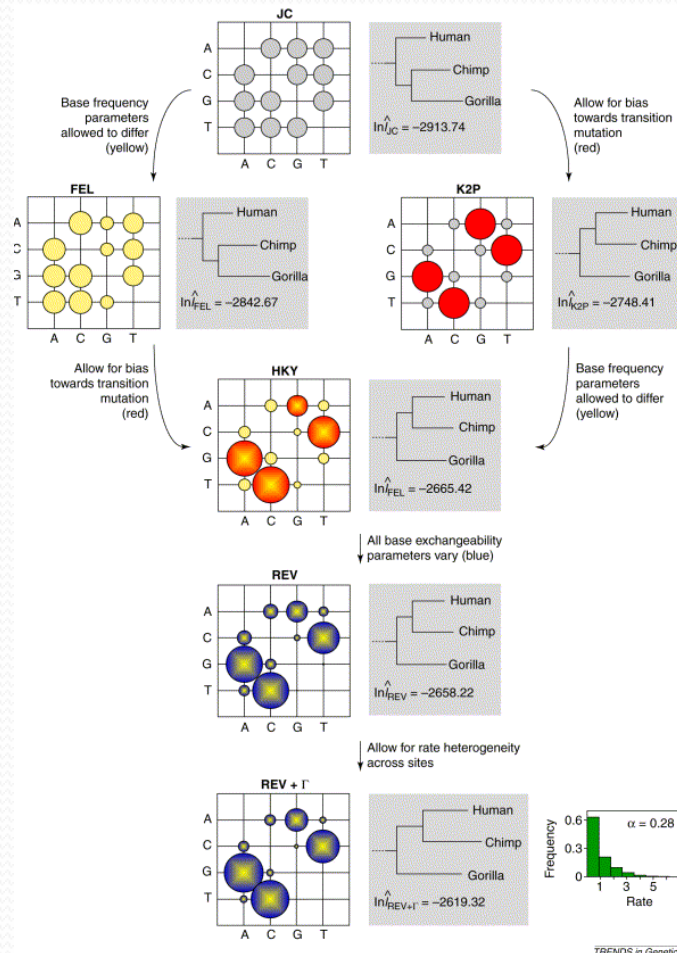 JC
A
C
G
T
A C G T
Human
Chimp
Gorilla
ln l̂JC = −2913.74
Base frequency
parameters
allowed to differ
(yellow)
Allow for bias
towards transition
mutation
(red)
FEL
A
C
G
T
A C G T
Human
Chimp
Gorilla
ln l̂FEL = −2842.67
K2P
A
C
G
T
A C G T
Human
Chimp
Gorilla
ln l̂K2P = −2748.41
Allow for bias
towards transition
mutation
(red)
Base frequency
parameters
allowed to differ
(yellow)
HKY
A
C
G
T
A C G T
Human
Chimp
Gorilla
ln l̂FEL = −2665.42
All base exchangeability
parameters vary (blue)
REV
A
C
G
T
A C G T
Human
Chimp
Gorilla
ln l̂REV = −2658.22
Allow for rate heterogeneity
across sites
REV + Γ
A
C
G
T
A C G T
Human
Chimp
Gorilla
ln l̂REV+Γ = −2619.32
Frequency
0.6
0.3
0
α = 0.28
1 3 5
Rate
TRENDS in Genetics